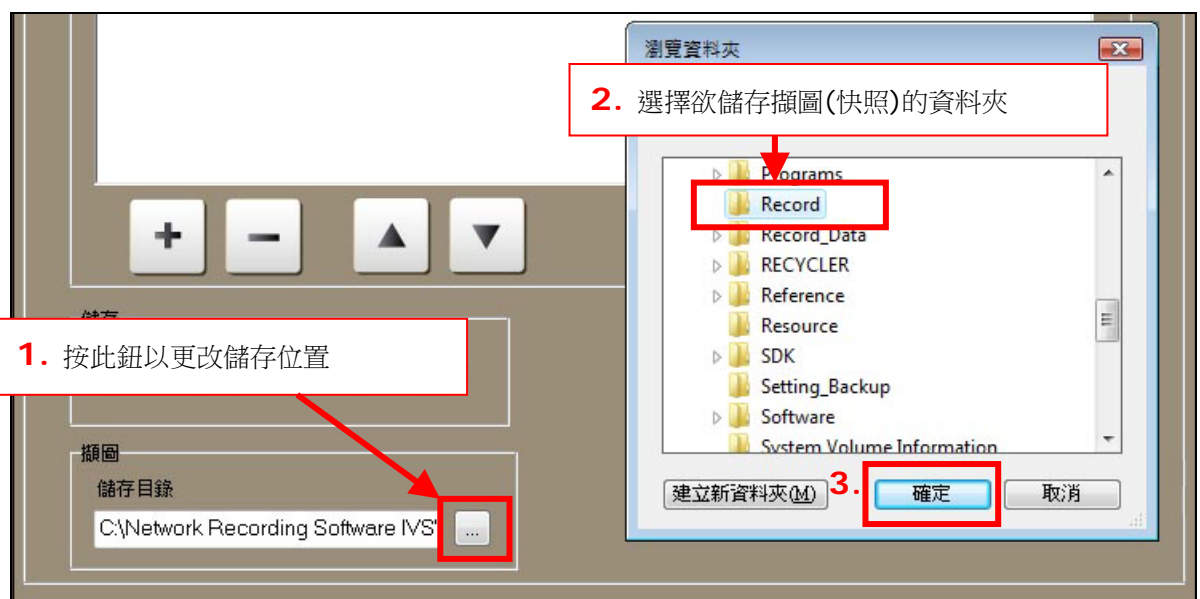 瀏覽資料夾
2. 選擇欲儲存擷圖(快照)的資料夾
Programs
Record
Record_Data
RECYCLER
Reference
Resource
SDK
Setting_Backup
Software
System Volume Information
建立新資料夾(M)
3.
確定
取消
儲存
1. 按此鈕以更改儲存位置
擷圖
儲存目錄
C:\Network Recording Software IVS
...